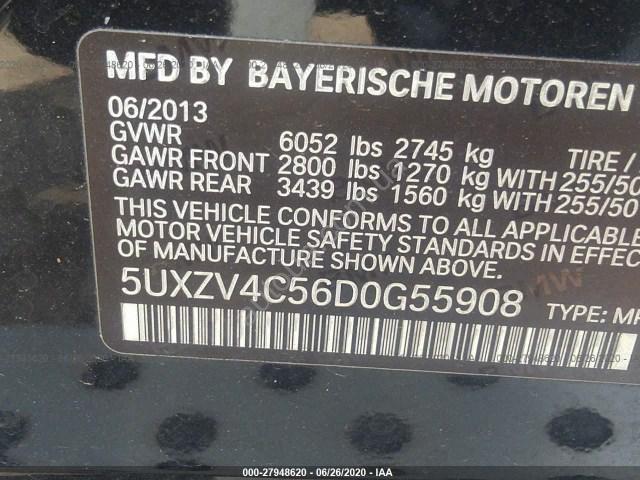 MFD BY BAYERISCHE MOTOREN
06/2013
GVWR 6052 lbs 2745 kg TIRE /
GAWR FRONT 2800 lbs 1270 kg WITH 255/50
GAWR REAR 3439 lbs 1560 kg WITH 255/50
THIS VEHICLE CONFORMS TO ALL APPLICABLE
MOTOR VEHICLE SAFETY STANDARDS IN EFFEC
OF MANUFACTURE SHOWN ABOVE.
5UXZV4C56D0G55908 TYPE: MP
000-27948620 - 06/26/2020 - IAA